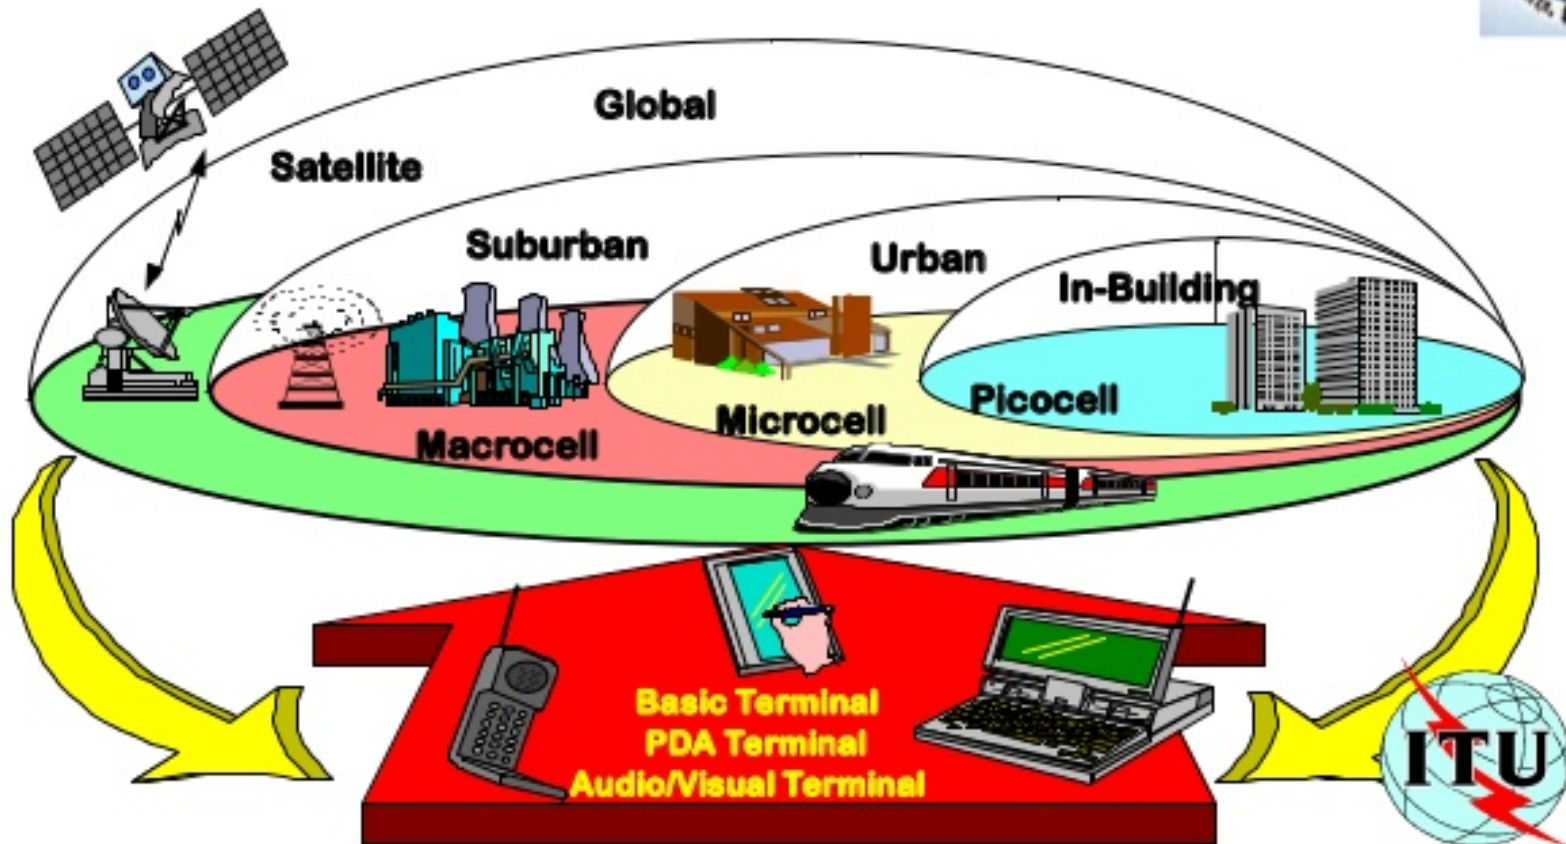 Global
Satellite
Suburban
Urban
In-Building
Picocell
Microcell
Macrocell
Basic Terminal
PDA Terminal
Audio/Visual Terminal
ITU